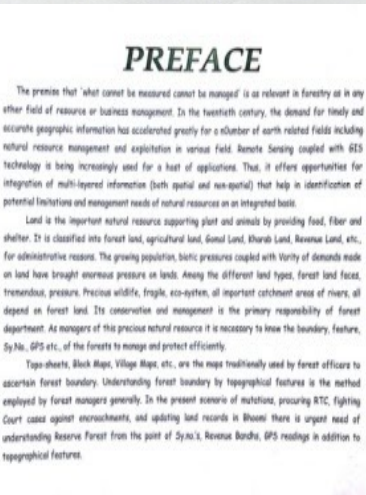 PREFACE
The premise that 'what cannot be measured cannot be managed' is as relevant in forestry as in any
other field of resource or business management. In the twentieth century, the demand for timely and
accurate geographic information has accelerated greatly for a nUumber of earth related fields including
natural resource management and exploitation in various field. Remote Sensing coupled with GIS
technology is being increasingly used for a host of applications. Thus, it offers opportunities for
integration of multi-layered information (both spatial and non-spatial) that help in identification of
potential limitations and management needs of natural resources on an integrated basis.
Land is the important natural resource supporting plant and animals by providing food, fiber and
shelter. It is classified into forest land, agricultural land, Gomal Land, Kharab Land, Revenue Land, etc.,
for administrative reasons. The growing population, biotic pressures coupled with Varity of demands made
on land have brought enormous pressure on lands. Among the different land types, forest land faces,
tremendous, pressure. Precious wildlife, fragile, eco-system, all important catchment areas of rivers, all
depend on forest land. Its conservation and management is the primary responsibility of forest
department. As managers of this precious natural resource it is necessary to know the boundary, feature,
Sy.No., GPS etc., of the forests to manage and protect efficiently.
Topo-sheets, Block Maps, Village Maps, etc., are the maps traditionally used by forest officers to
ascertain forest boundary. Understanding forest boundary by topographical features is the method
employed by forest managers generally. In the present scenario of mutations, procuring RTC, fighting
Court cases against encroachments, and updating land records in Bhoomi there is urgent need of
understanding Reserve Forest from the point of Sy.no.'s, Revenue Bandhs, GPS readings in addition to
topographical features.